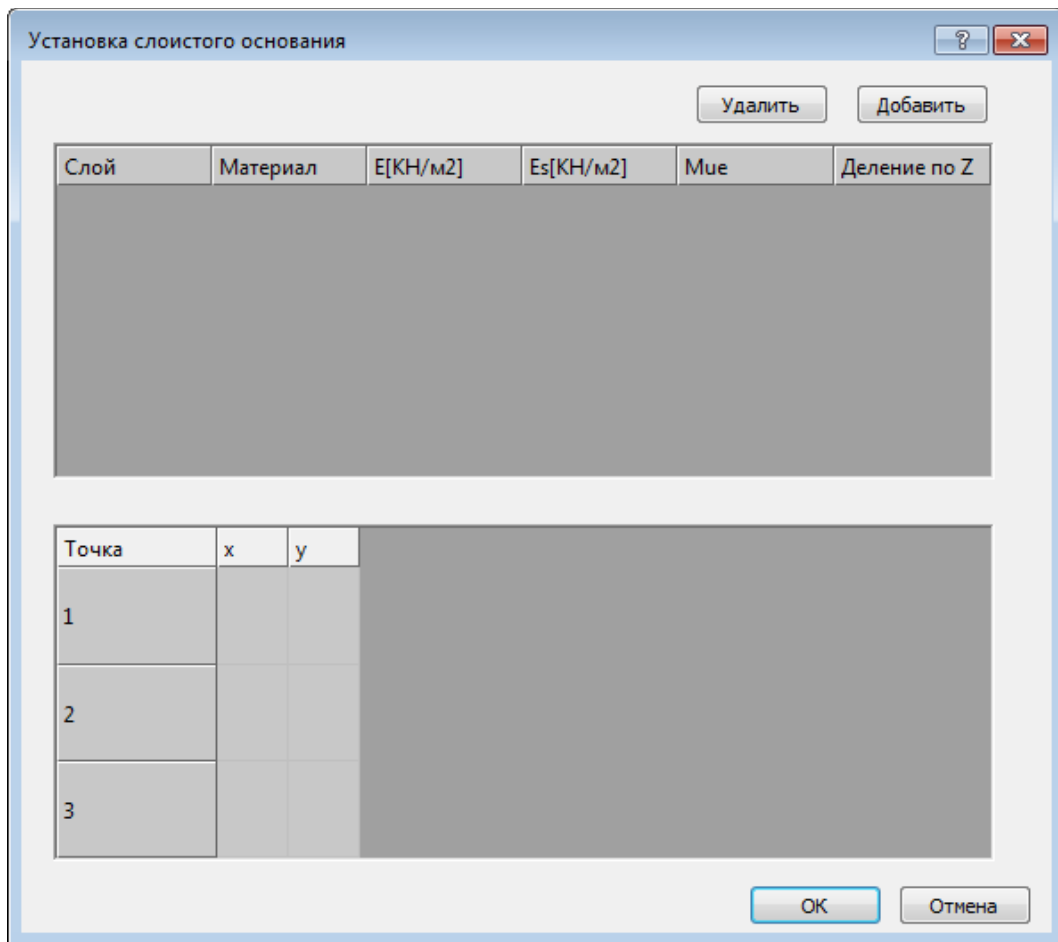 Установка слоистого основания
Удалить Добавить
Слой Материал E[КН/м2] Es[КН/м2] Mue Деление по Z
Точка x y
1
2
3
OK Отмена